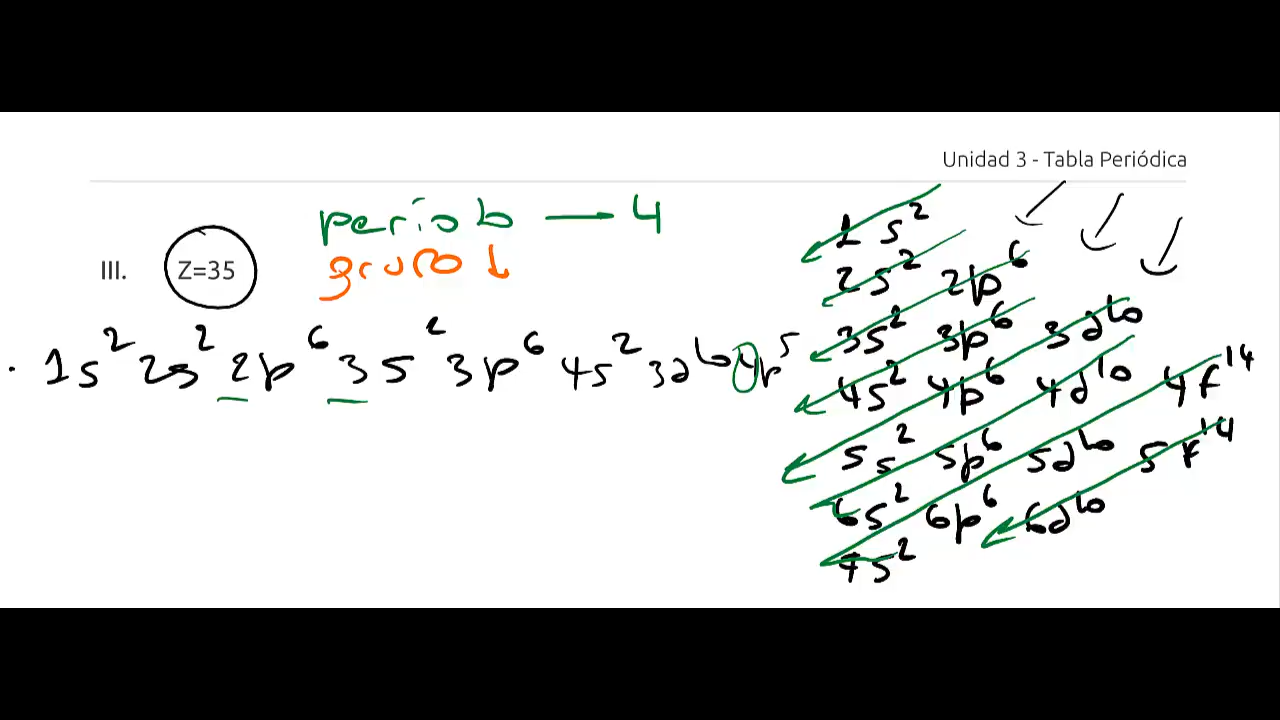 Unidad 3 - Tabla Periódica
período → 4
III. Z=35
grupo ↓
1s² 2s² 2p⁶ 3s² 3p⁶ 4s² 3d¹⁰ 4p⁵
1s²
2s² 2p⁶
3s² 3p⁶ 3d¹⁰
4s² 4p⁶ 4d¹⁰ 4f¹⁴
5s² 5p⁶ 5d¹⁰ 5f¹⁴
6s² 6p⁶ 6d¹⁰
7s²